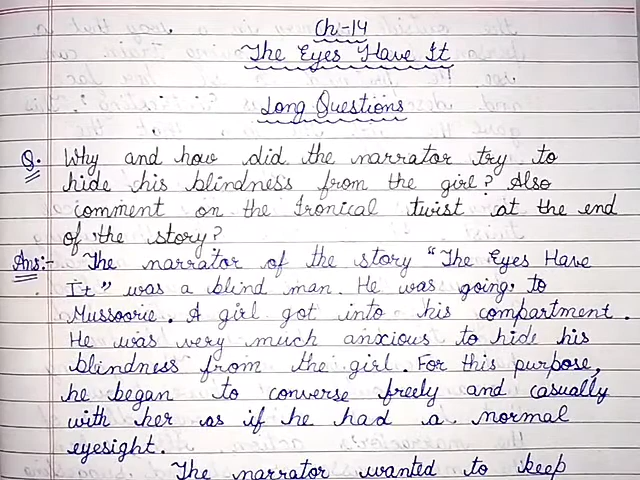 Ch-14
The Eyes Have It
Long Questions
Q. Why and how did the narrator try to
hide his blindness from the girl? Also
comment on the Ironical twist at the end
of the story?
Ans:- The narrator of the story "The Eyes Have
It" was a blind man. He was going to
Mussoorie. A girl got into his compartment.
He was very much anxious to hide his
blindness from the girl. For this purpose,
he began to converse freely and casually
with her as if he had a normal
eyesight.
The narrator wanted to keep